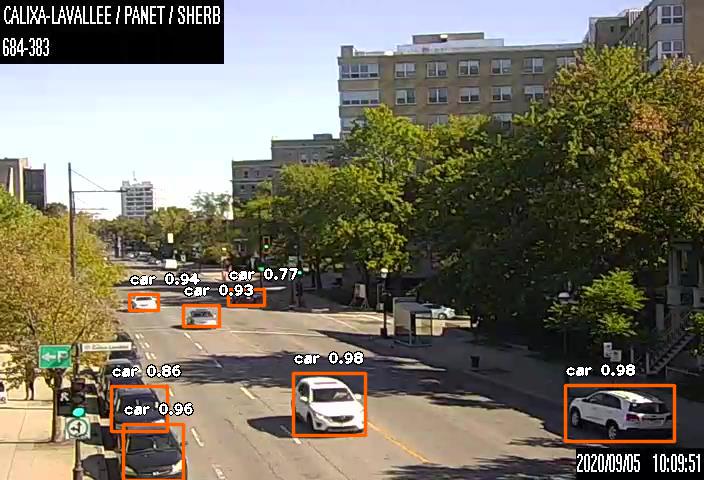 CALIXA-LAVALLEE / PANET / SHERB
684-383
car 0.94
car 0.77
car 0.93
car 0.86
car 0.98
car 0.98
car 0.96
P
2020/09/05 10:09:51